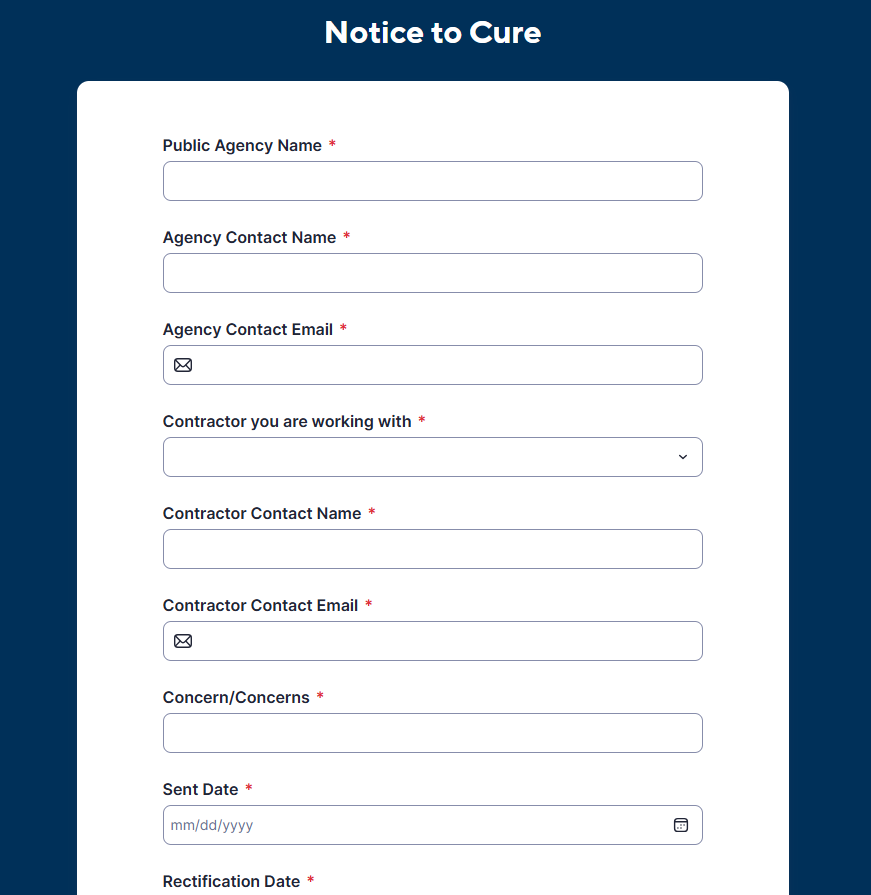 Notice to Cure
Public Agency Name *
Agency Contact Name *
Agency Contact Email *
Contractor you are working with *
Contractor Contact Name *
Contractor Contact Email *
Concern/Concerns *
Sent Date *
mm/dd/yyyy
Rectification Date *